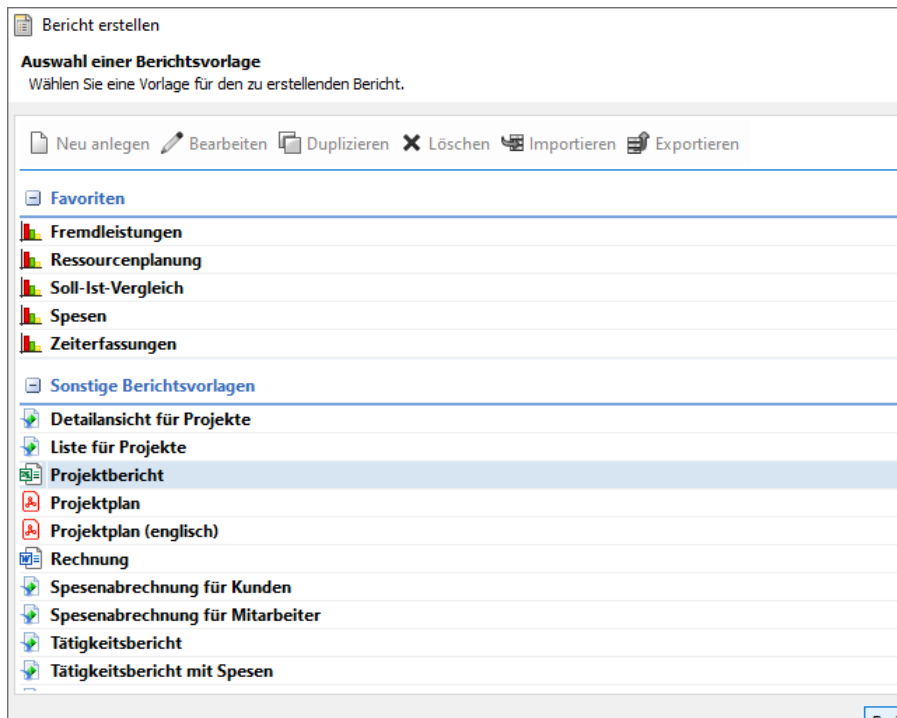 Bericht erstellen
Auswahl einer Berichtsvorlage
Wählen Sie eine Vorlage für den zu erstellenden Bericht.
Neu anlegen Bearbeiten Duplizieren Löschen Importieren Exportieren
Favoriten
Fremdleistungen
Ressourcenplanung
Soll-Ist-Vergleich
Spesen
Zeiterfassungen
Sonstige Berichtsvorlagen
Detailansicht für Projekte
Liste für Projekte
Projektbericht
Projektplan
Projektplan (englisch)
Rechnung
Spesenabrechnung für Kunden
Spesenabrechnung für Mitarbeiter
Tätigkeitsbericht
Tätigkeitsbericht mit Spesen